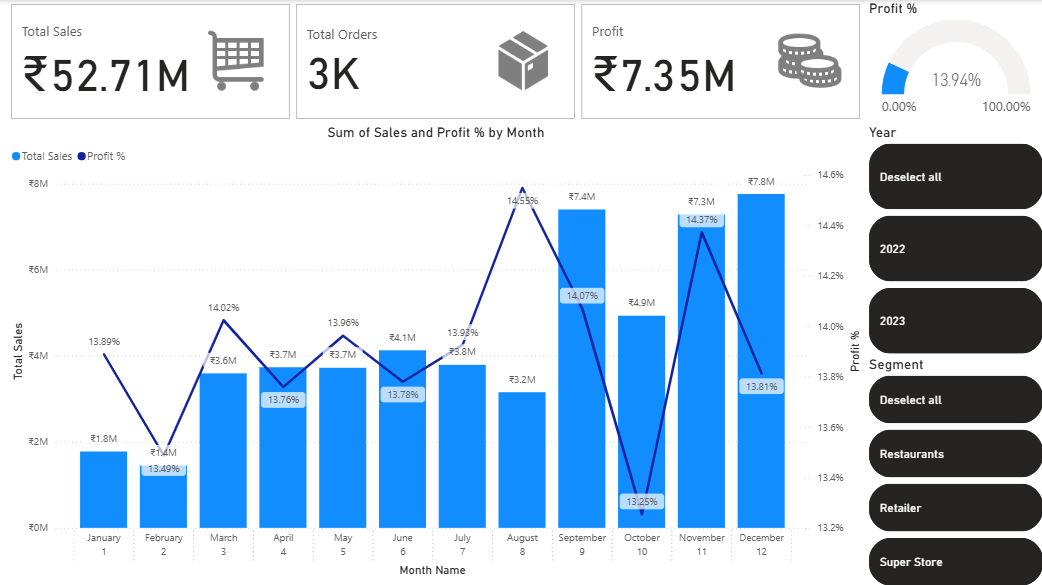 Total Sales
₹52.71M
Total Orders
3K
Profit
₹7.35M
Profit %
13.94%
0.00% 100.00%
Sum of Sales and Profit % by Month
Total Sales Profit %
Total Sales
₹8M
₹6M
₹4M
₹2M
₹0M
₹1.8M
₹1.4M
₹3.6M
₹3.7M
₹3.7M
₹4.1M
₹3.8M
₹3.2M
₹7.4M
₹4.9M
₹7.3M
₹7.8M
13.89%
13.49%
14.02%
13.76%
13.96%
13.78%
13.93%
14.55%
14.07%
13.25%
14.37%
13.81%
14.6%
14.4%
14.2%
14.0%
13.8%
13.6%
13.4%
13.2%
Profit %
January February March April May June July August September October November December
1 2 3 4 5 6 7 8 9 10 11 12
Month Name
Year
Deselect all
2022
2023
Segment
Deselect all
Restaurants
Retailer
Super Store